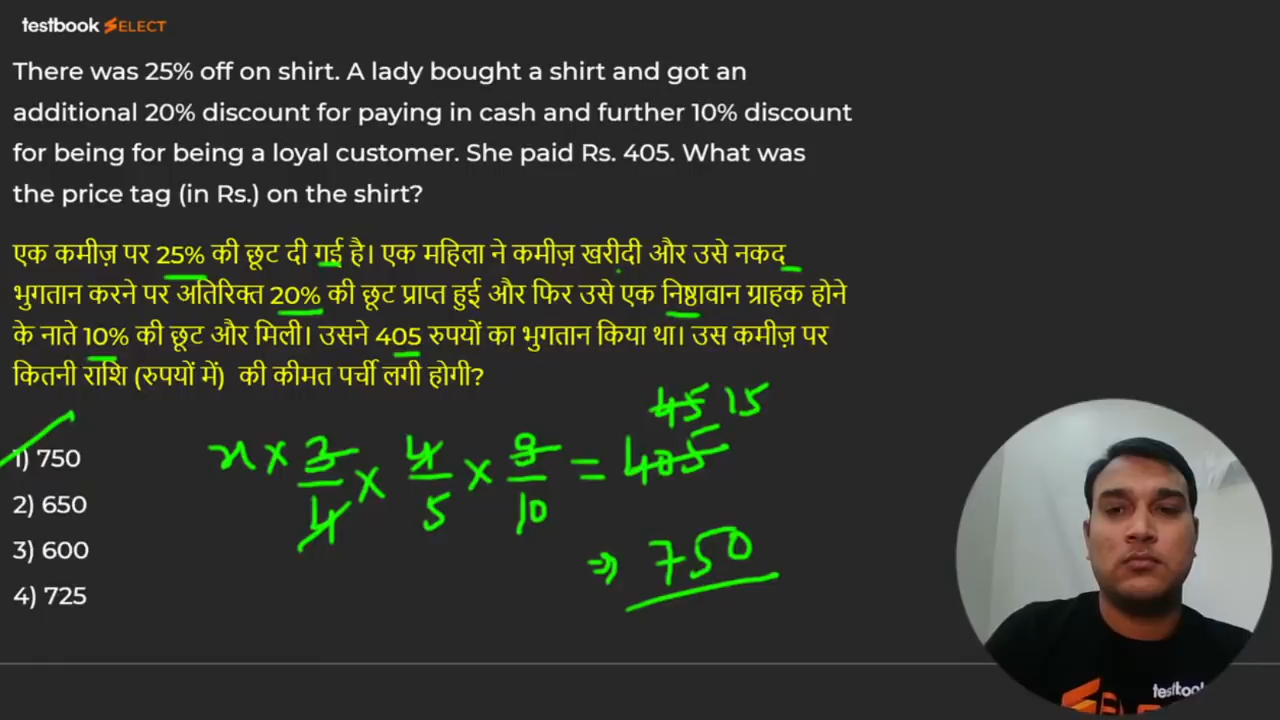 testbook SELECT
There was 25% off on shirt. A lady bought a shirt and got an
additional 20% discount for paying in cash and further 10% discount
for being for being a loyal customer. She paid Rs. 405. What was
the price tag (in Rs.) on the shirt?
एक कमीज़ पर 25% की छूट दी गई है। एक महिला ने कमीज़ खरीदी और उसे नकद
भुगतान करने पर अतिरिक्त 20% की छूट प्राप्त हुई और फिर उसे एक निष्ठावान ग्राहक होने
के नाते 10% की छूट और मिली। उसने 405 रुपयों का भुगतान किया था। उस कमीज़ पर
कितनी राशि (रुपयों में) की कीमत पर्ची लगी होगी?
45 15
x × 3/4 × 4/5 × 9/10 = 405
⇒ 750
1) 750
2) 650
3) 600
4) 725
testbook